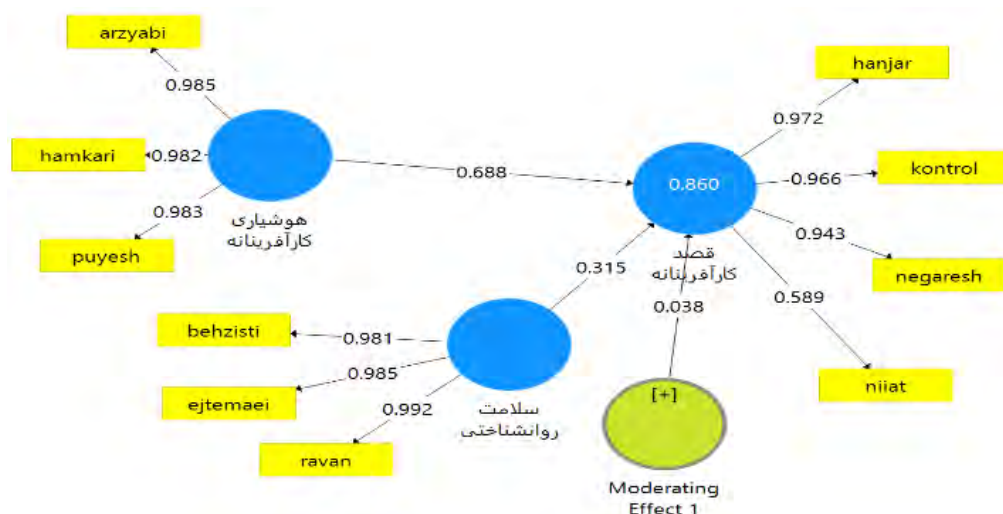 arzyabi
0.985
hamkari
0.982
0.983
puyesh
هوشیاری
کارآفرینانه
0.688
hanjar
0.972
0.860
0.966
kontrol
0.943
negaresh
0.589
niiat
قصد
کارآفرینانه
0.315
0.038
behzisti
0.981
ejtemaei
0.985
0.992
ravan
سلامت
روانشناختی
[+]
Moderating
Effect 1